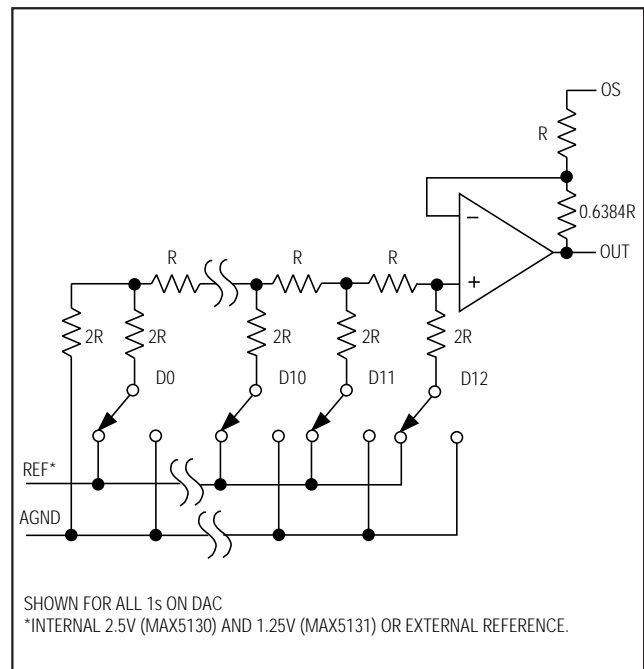 OS
R
0.6384R
−
OUT
R
R
R
+
2R
2R
2R
2R
2R
D0
D10
D11
D12
REF*
AGND
SHOWN FOR ALL 1s ON DAC
*INTERNAL 2.5V (MAX5130) AND 1.25V (MAX5131) OR EXTERNAL REFERENCE.